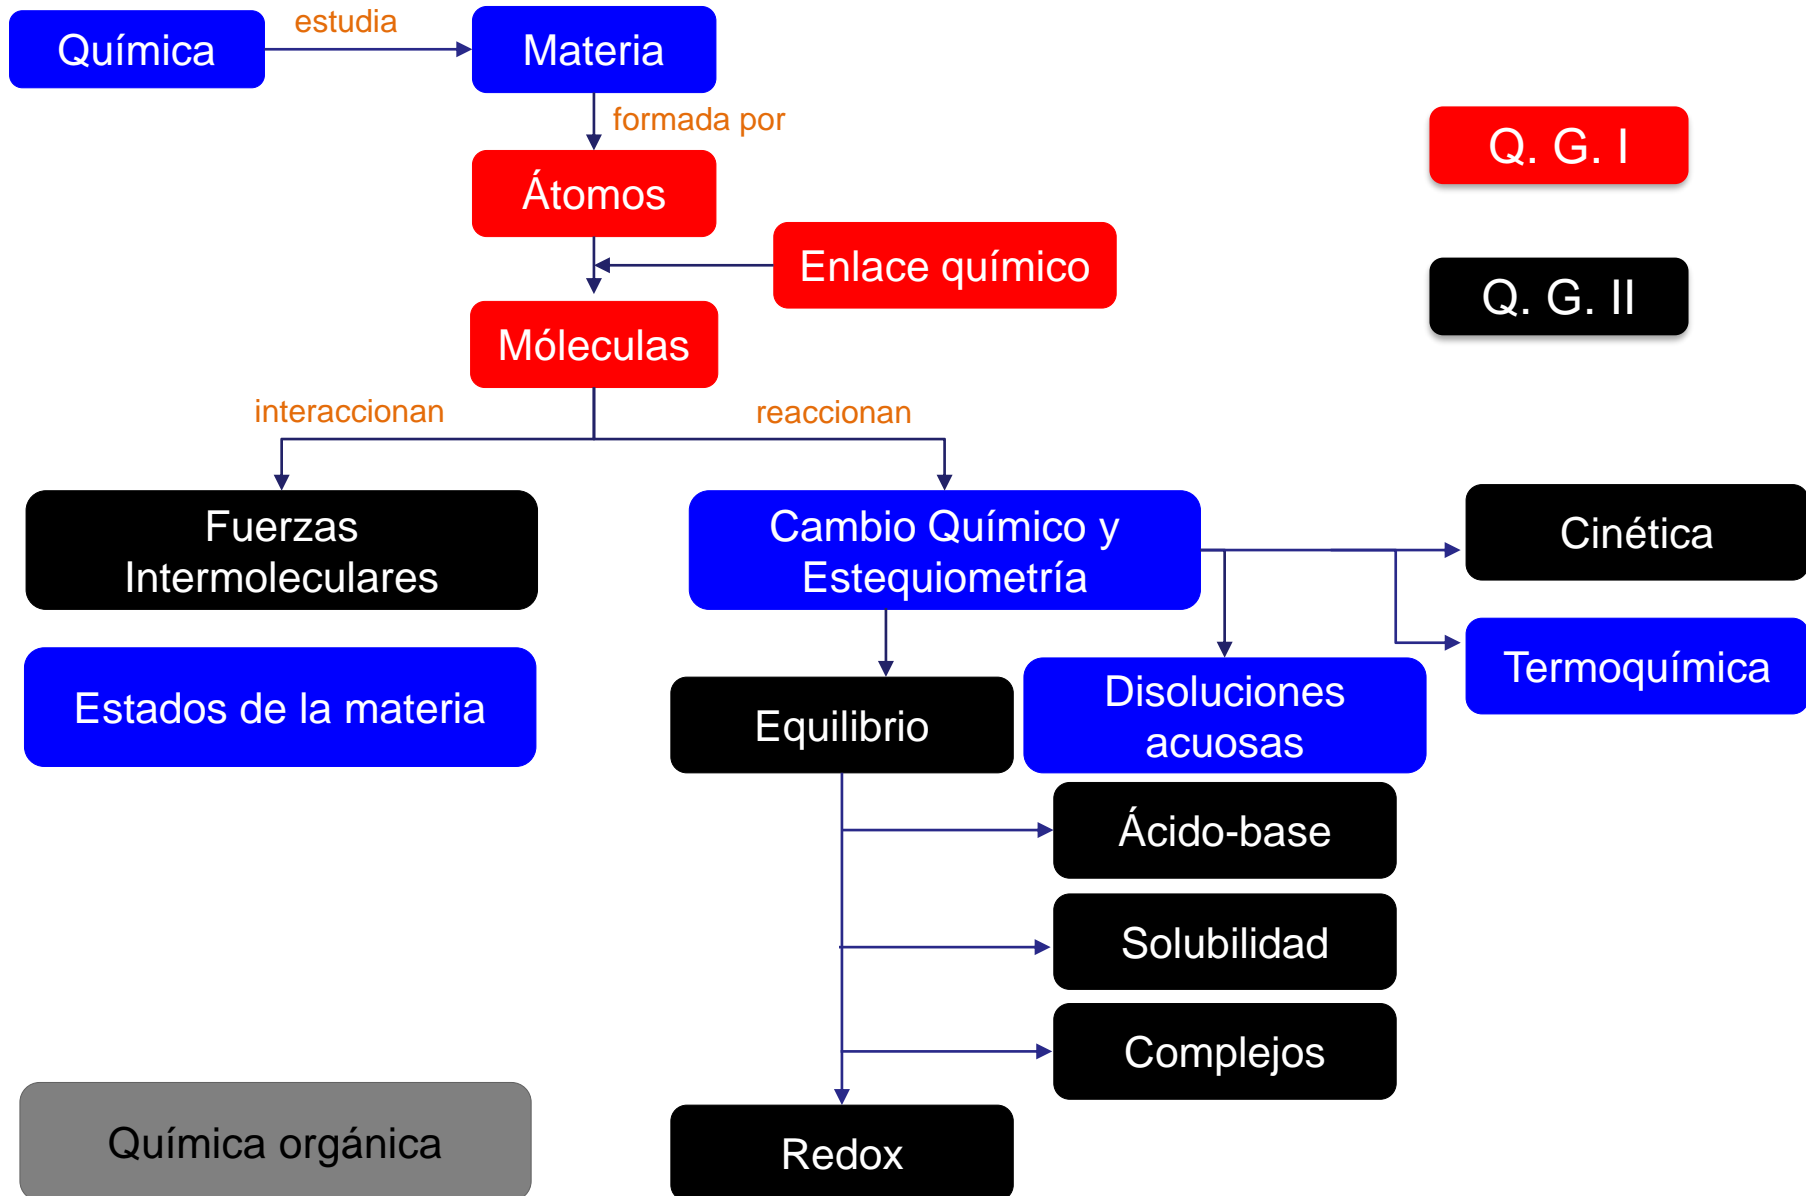 Química
estudia
Materia
formada por
Átomos
Enlace químico
Móleculas
Q. G. I
Q. G. II
interaccionan
reaccionan
Fuerzas
Intermoleculares
Estados de la materia
Cambio Químico y
Estequiometría
Cinética
Termoquímica
Equilibrio
Disoluciones
acuosas
Ácido-base
Solubilidad
Complejos
Redox
Química orgánica